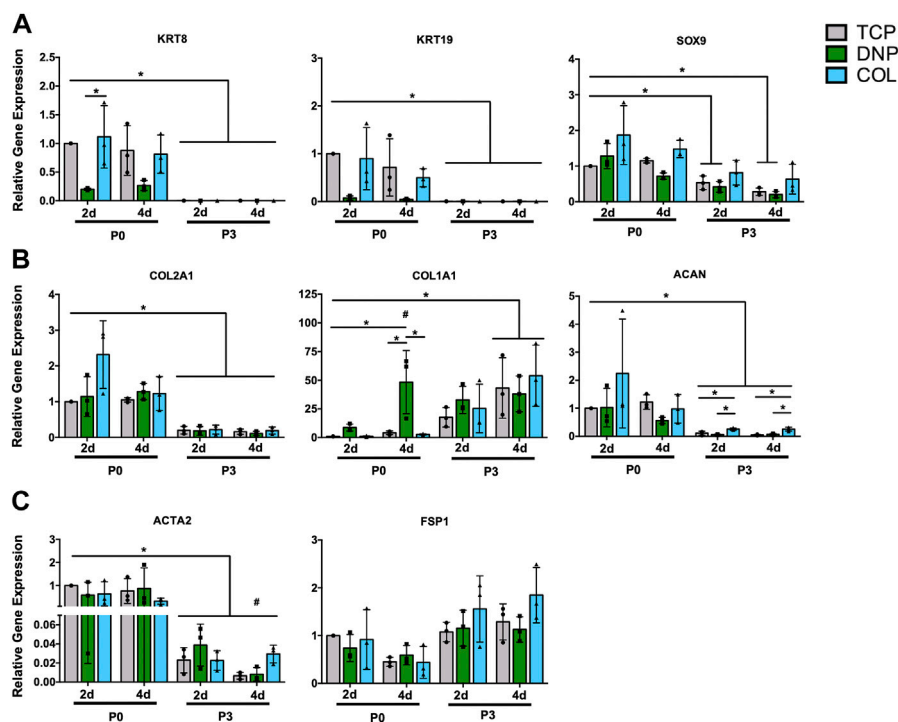 A
KRT8
KRT19
SOX9
TCP
DNP
COL
Relative Gene Expression
2.5
2.0
1.5
1.0
0.5
0.0
*
*
2d 4d 2d 4d
P0 P3
3
2
1
0
*
2d 4d 2d 4d
P0 P3
4
3
2
1
0
*
*
2d 4d 2d 4d
P0 P3
B
COL2A1
COL1A1
ACAN
Relative Gene Expression
5
4
3
2
1
0
*
2d 4d 2d 4d
P0 P3
125
100
75
50
25
0
*
#
*
* *
2d 4d 2d 4d
P0 P3
5
4
3
2
1
0
*
* *
* *
2d 4d 2d 4d
P0 P3
C
ACTA2
FSP1
Relative Gene Expression
2
1
0
0.06
0.04
0.02
0.00
*
#
2d 4d 2d 4d
P0 P3
3
2
1
0
2d 4d 2d 4d
P0 P3